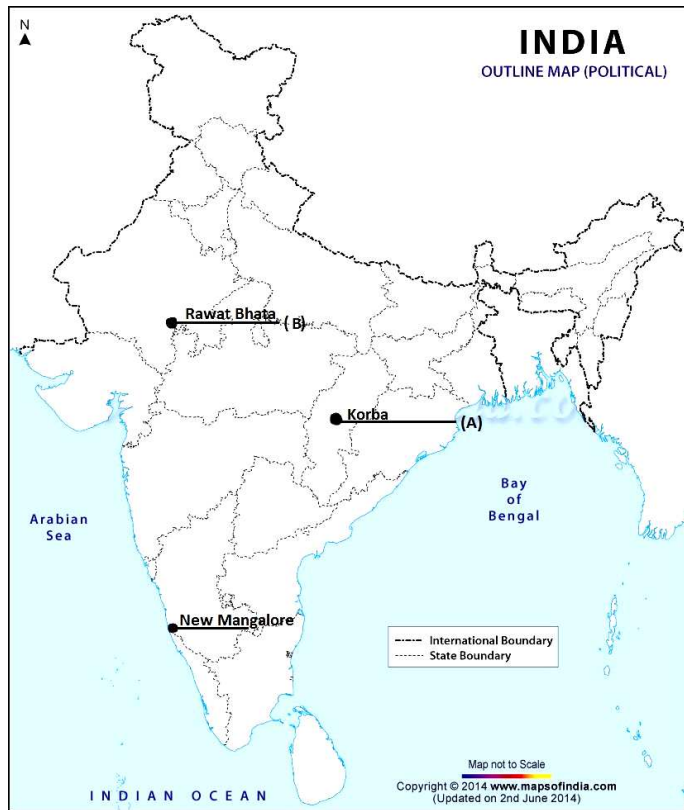 N
INDIA
OUTLINE MAP (POLITICAL)
Rawat Bhata
( B)
Korba
(A)
Bay
of
Bengal
Arabian
Sea
New Mangalore
International Boundary
State Boundary
Map not to Scale
Copyright © 2014 www.mapsofindia.com
(Updated on 2nd June 2014)
INDIAN OCEAN